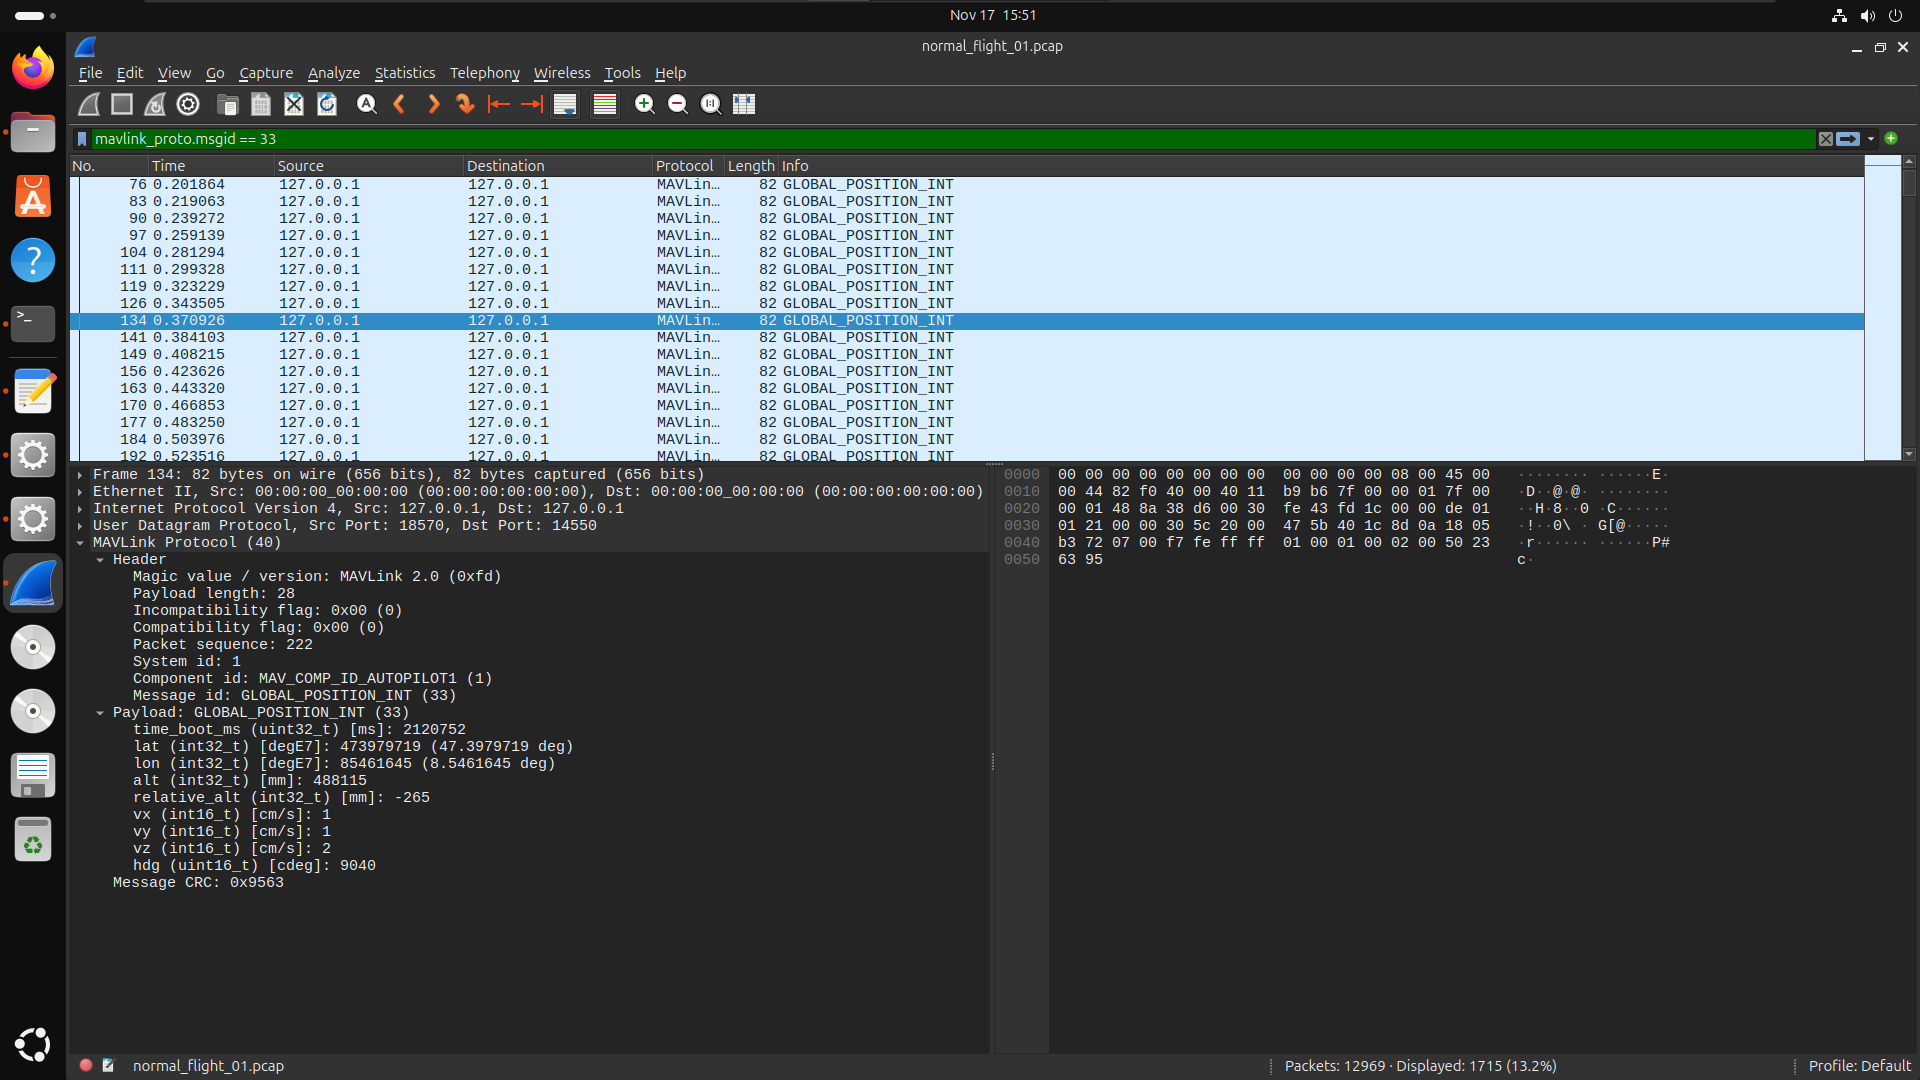 Nov 17 15:51
normal_flight_01.pcap
File Edit View Go Capture Analyze Statistics Telephony Wireless Tools Help
mavlink_proto.msgid == 33
No. Time Source Destination Protocol Length Info
76 0.201864 127.0.0.1 127.0.0.1 MAVLin… 82 GLOBAL_POSITION_INT
83 0.219063 127.0.0.1 127.0.0.1 MAVLin… 82 GLOBAL_POSITION_INT
90 0.239272 127.0.0.1 127.0.0.1 MAVLin… 82 GLOBAL_POSITION_INT
97 0.259139 127.0.0.1 127.0.0.1 MAVLin… 82 GLOBAL_POSITION_INT
104 0.281294 127.0.0.1 127.0.0.1 MAVLin… 82 GLOBAL_POSITION_INT
111 0.299328 127.0.0.1 127.0.0.1 MAVLin… 82 GLOBAL_POSITION_INT
119 0.323229 127.0.0.1 127.0.0.1 MAVLin… 82 GLOBAL_POSITION_INT
126 0.343505 127.0.0.1 127.0.0.1 MAVLin… 82 GLOBAL_POSITION_INT
134 0.370926 127.0.0.1 127.0.0.1 MAVLin… 82 GLOBAL_POSITION_INT
141 0.384103 127.0.0.1 127.0.0.1 MAVLin… 82 GLOBAL_POSITION_INT
149 0.408215 127.0.0.1 127.0.0.1 MAVLin… 82 GLOBAL_POSITION_INT
156 0.423626 127.0.0.1 127.0.0.1 MAVLin… 82 GLOBAL_POSITION_INT
163 0.443320 127.0.0.1 127.0.0.1 MAVLin… 82 GLOBAL_POSITION_INT
170 0.466853 127.0.0.1 127.0.0.1 MAVLin… 82 GLOBAL_POSITION_INT
177 0.483250 127.0.0.1 127.0.0.1 MAVLin… 82 GLOBAL_POSITION_INT
184 0.503976 127.0.0.1 127.0.0.1 MAVLin… 82 GLOBAL_POSITION_INT
192 0.523516 127.0.0.1 127.0.0.1 MAVLin… 82 GLOBAL_POSITION_INT
Frame 134: 82 bytes on wire (656 bits), 82 bytes captured (656 bits)
Ethernet II, Src: 00:00:00_00:00:00 (00:00:00:00:00:00), Dst: 00:00:00_00:00:00 (00:00:00:00:00:00)
Internet Protocol Version 4, Src: 127.0.0.1, Dst: 127.0.0.1
User Datagram Protocol, Src Port: 18570, Dst Port: 14550
MAVLink Protocol (40)
Header
Magic value / version: MAVLink 2.0 (0xfd)
Payload length: 28
Incompatibility flag: 0x00 (0)
Compatibility flag: 0x00 (0)
Packet sequence: 222
System id: 1
Component id: MAV_COMP_ID_AUTOPILOT1 (1)
Message id: GLOBAL_POSITION_INT (33)
Payload: GLOBAL_POSITION_INT (33)
time_boot_ms (uint32_t) [ms]: 2120752
lat (int32_t) [degE7]: 473979719 (47.3979719 deg)
lon (int32_t) [degE7]: 85461645 (8.5461645 deg)
alt (int32_t) [mm]: 488115
relative_alt (int32_t) [mm]: -265
vx (int16_t) [cm/s]: 1
vy (int16_t) [cm/s]: 1
vz (int16_t) [cm/s]: 2
hdg (uint16_t) [cdeg]: 9040
Message CRC: 0x9563
0000 00 00 00 00 00 00 00 00 00 00 00 00 08 00 45 00 ········ ······E·
0010 00 44 82 f0 40 00 40 11 b9 b6 7f 00 00 01 7f 00 ·D··@·@· ········
0020 00 01 48 8a 38 d6 00 30 fe 43 fd 1c 00 00 de 01 ··H·8··0 ·C······
0030 01 21 00 00 30 5c 20 00 47 5b 40 1c 8d 0a 18 05 ·!··0\ · G[@·····
0040 b3 72 07 00 f7 fe ff ff 01 00 01 00 02 00 50 23 ·r······ ······P#
0050 63 95 c·
normal_flight_01.pcap
Packets: 12969 · Displayed: 1715 (13.2%)
Profile: Default